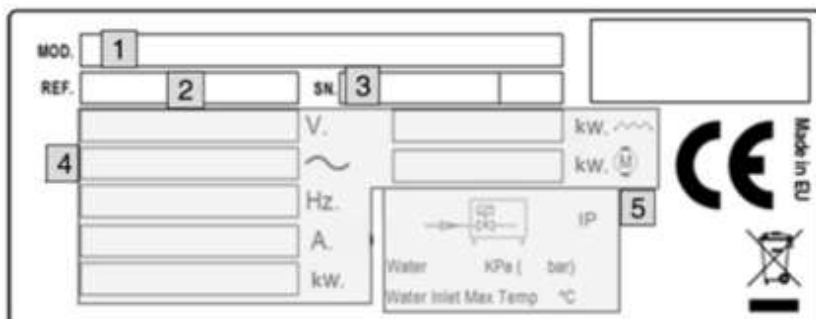 MOD. 1
REF. 2 SN. 3
V. kw.
4 kw. M
Hz. 5
IP
A.
Water KPa ( bar)
kw.
Water Inlet Max Temp °C
CE
Made in EU